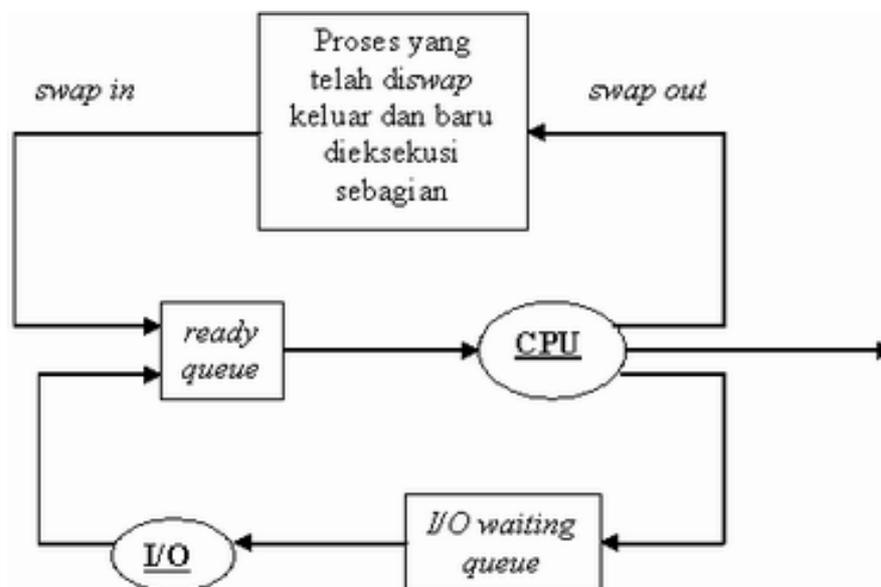 Proses yang
telah diswap
keluar dan baru
dieksekusi
sebagian
swap in
swap out
ready
queue
CPU
I/O waiting
queue
I/O